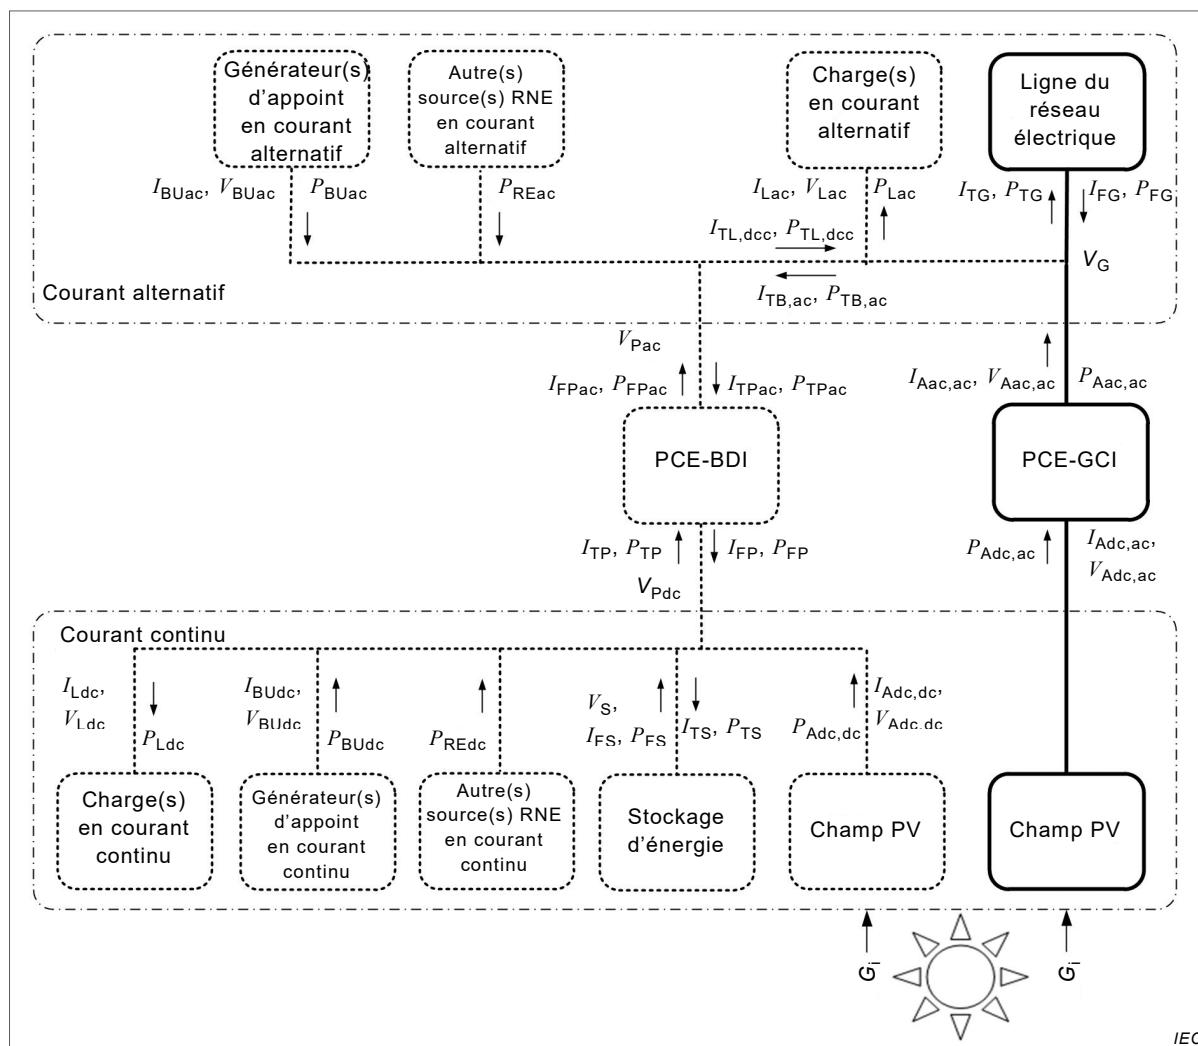 Générateur(s)
d’appoint
en courant
alternatif
Autre(s)
source(s) RNE
en courant
alternatif
Charge(s)
en courant
alternatif
Ligne du
réseau
électrique
IBUac, VBUac
PBUac
PREac
ILac, VLac
PLac
ITG, PTG
IFG, PFG
ITL,dcc, PTL,dcc
VG
ITB,ac, PTB,ac
Courant alternatif
VPac
IFPac, PFPac
ITPac, PTPac
IAac,ac, VAac,ac
PAac,ac
PCE-BDI
PCE-GCI
ITP, PTP
IFP, PFP
VPdc
PAdc,ac
IAdc,ac,
VAdc,ac
Courant continu
ILdc,
VLdc
PLdc
IBUdc,
VBUdc
PBUdc
PREdc
VS,
IFS, PFS
ITS, PTS
PAdc,dc
IAdc,dc,
VAdc,dc
Charge(s)
en courant
continu
Générateur(s)
d’appoint
en courant
continu
Autre(s)
source(s) RNE
en courant
continu
Stockage
d’énergie
Champ PV
Champ PV
Gi
Gi
IEC